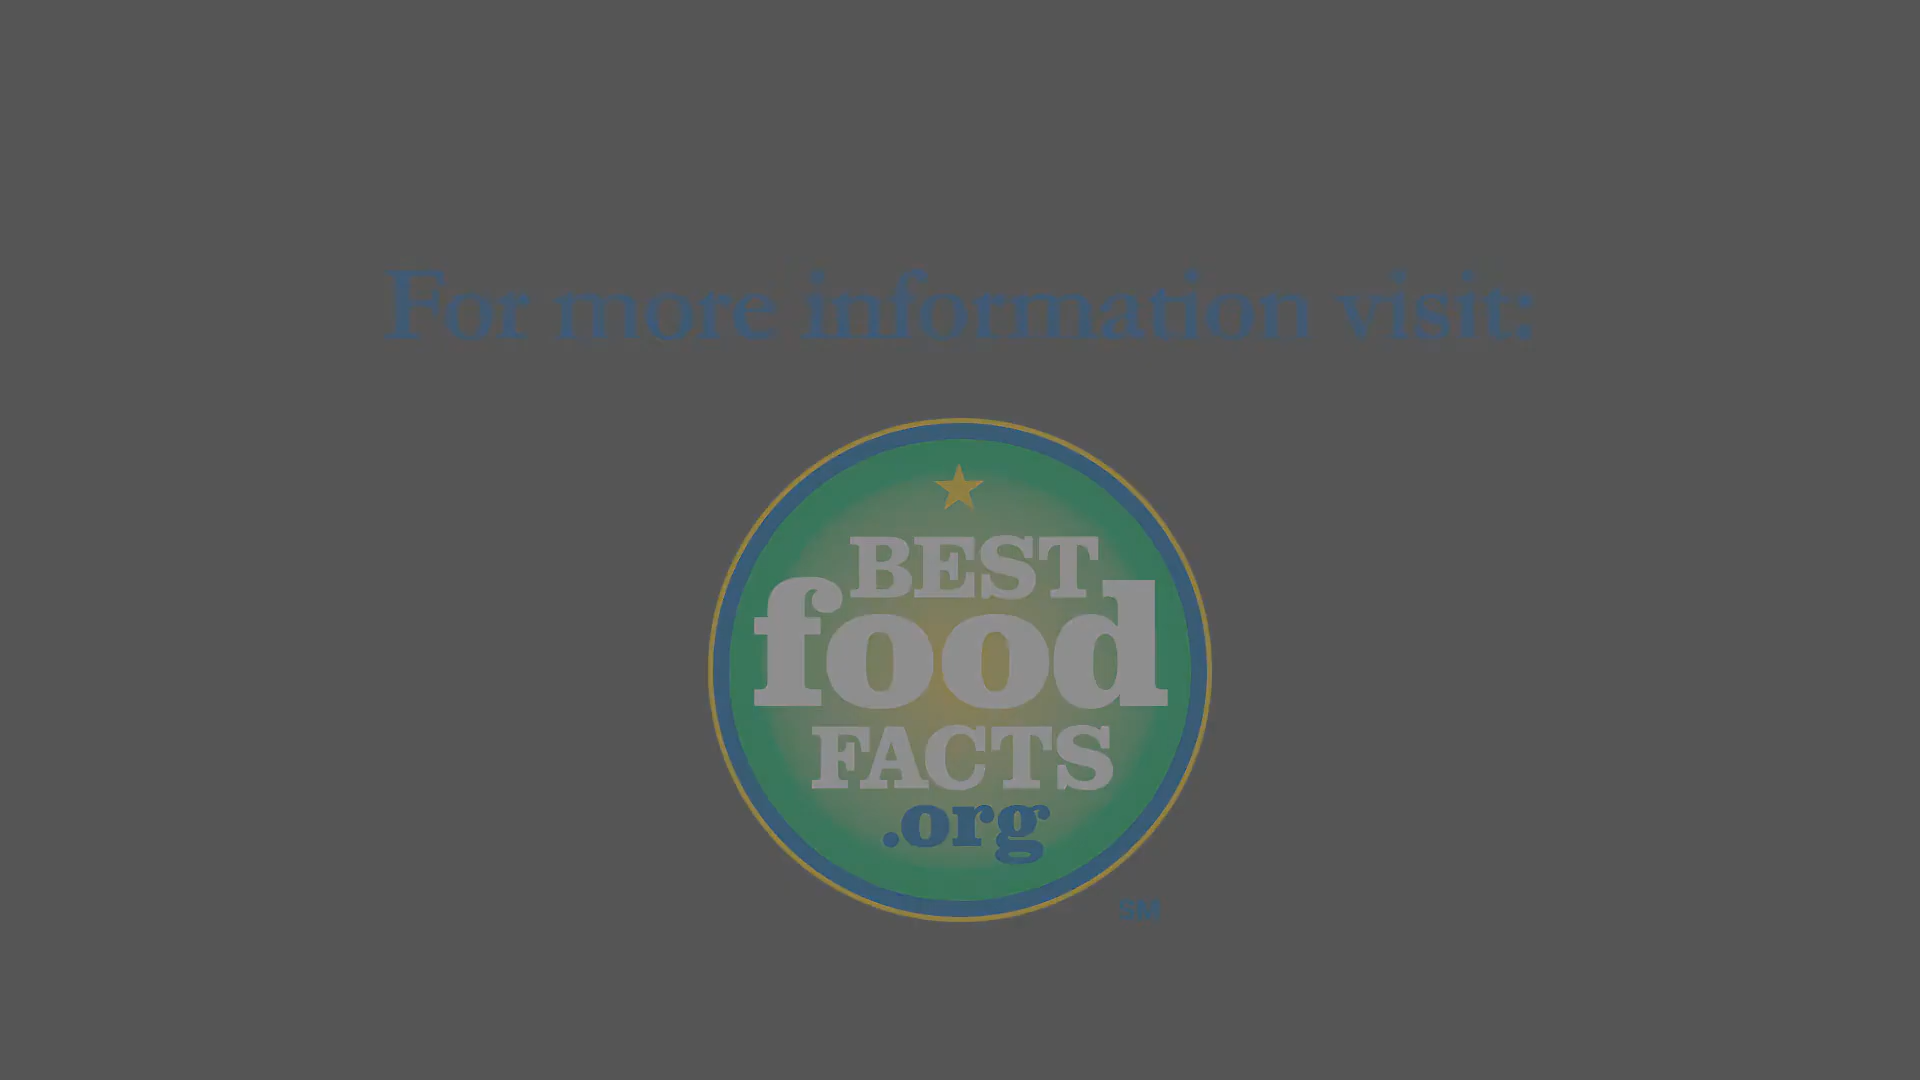 For more information visit:
BEST
food
FACTS
.org
SM